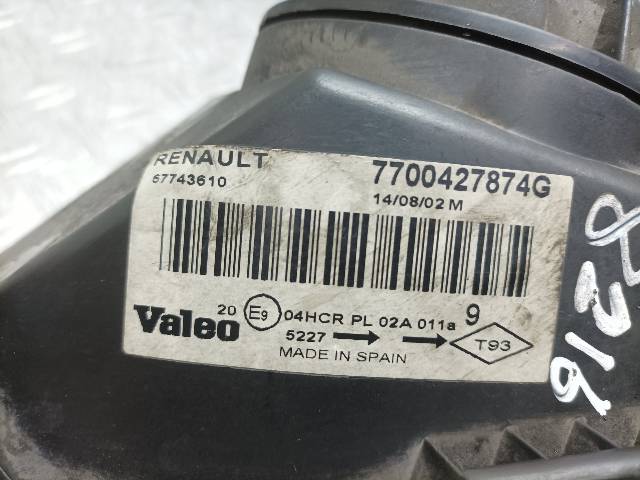 RENAULT 7700427874G
67743610 14/08/02 M
Valeo 20 E9 04HCR PL 02A 011a 9
5227 → → T93
MADE IN SPAIN